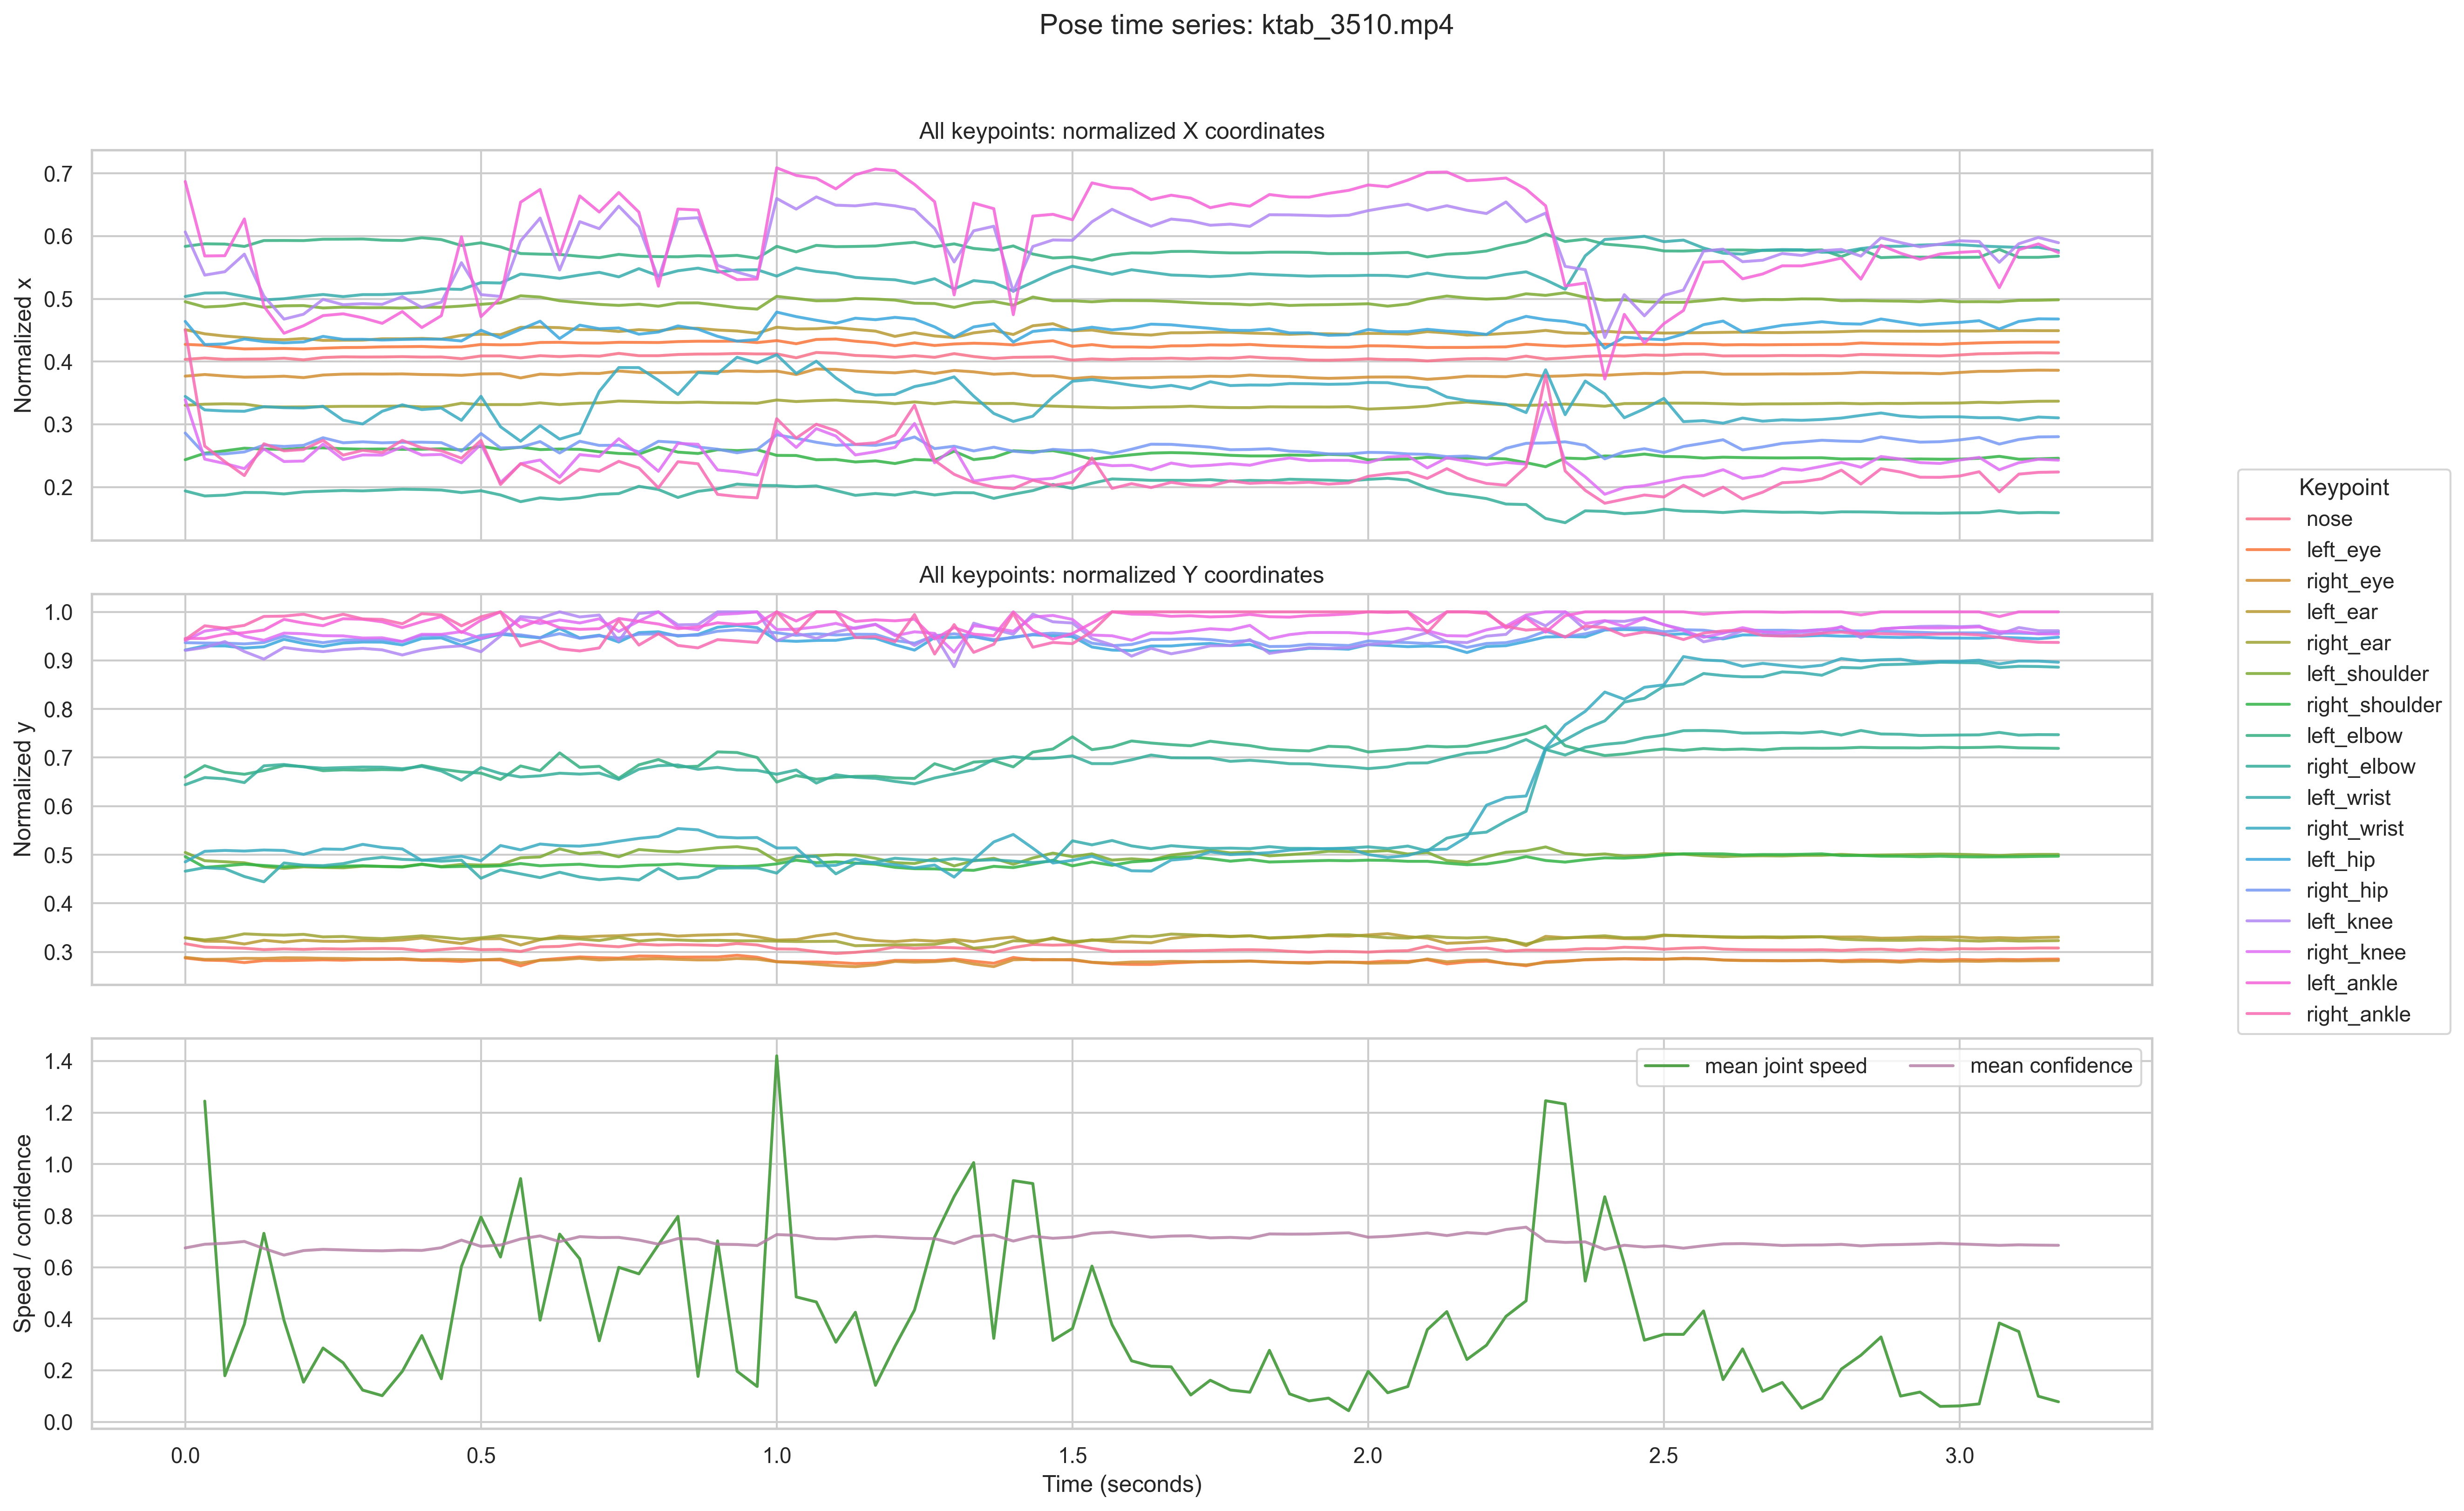 Pose time series: ktab_3510.mp4
All keypoints: normalized X coordinates
Normalized x
0.7
0.6
0.5
0.4
0.3
0.2
All keypoints: normalized Y coordinates
Normalized y
1.0
0.9
0.8
0.7
0.6
0.5
0.4
0.3
Keypoint
nose
left_eye
right_eye
left_ear
right_ear
left_shoulder
right_shoulder
left_elbow
right_elbow
left_wrist
right_wrist
left_hip
right_hip
left_knee
right_knee
left_ankle
right_ankle
Speed / confidence
1.4
1.2
1.0
0.8
0.6
0.4
0.2
0.0
mean joint speed mean confidence
0.0 0.5 1.0 1.5 2.0 2.5 3.0
Time (seconds)